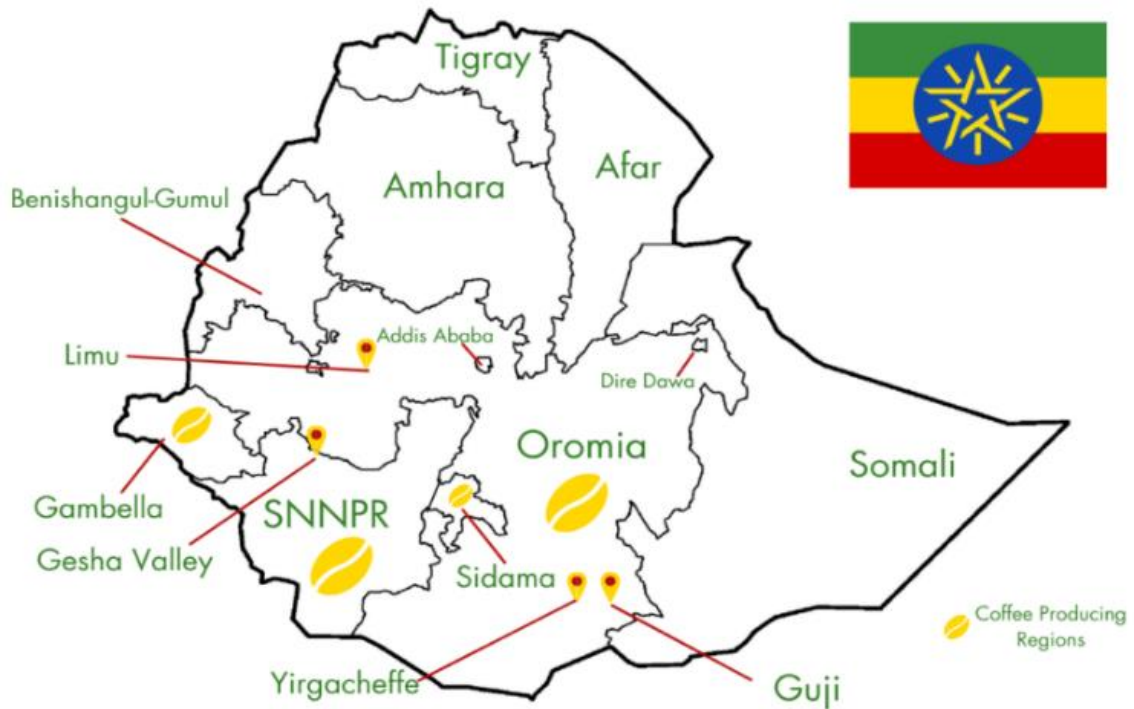 Tigray
Afar
Amhara
Benishangul-Gumul
Addis Ababa
Limu
Dire Dawa
Oromia
Somali
Gambella
SNNPR
Gesha Valley
Sidama
Coffee Producing
Regions
Yirgacheffe
Guji